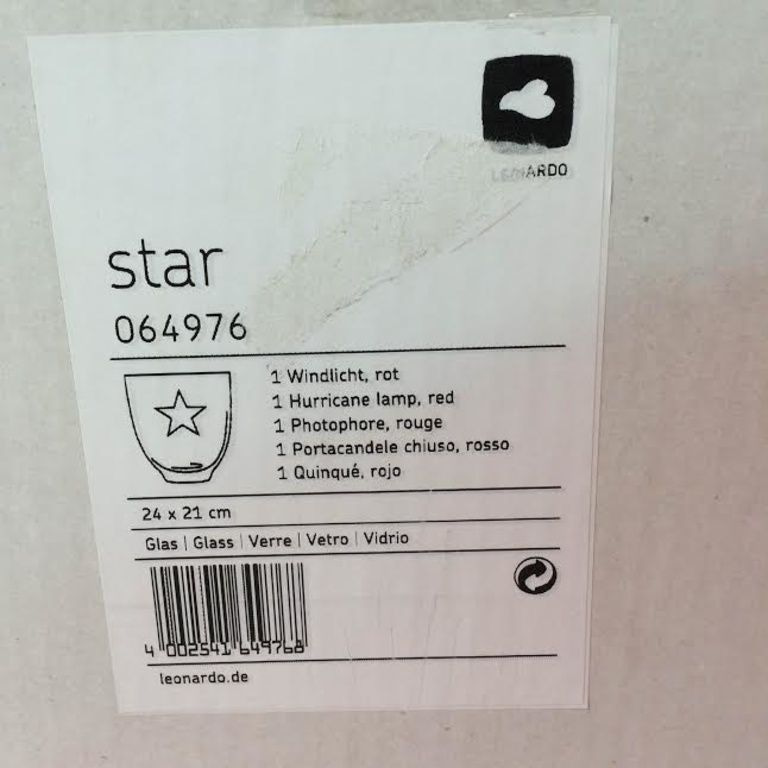 LEONARDO
star
064976
1 Windlicht, rot
1 Hurricane lamp, red
1 Photophore, rouge
1 Portacandele chiuso, rosso
1 Quinqué, rojo
24 x 21 cm
Glas | Glass | Verre | Vetro | Vidrio
4 002541 649768
leonardo.de